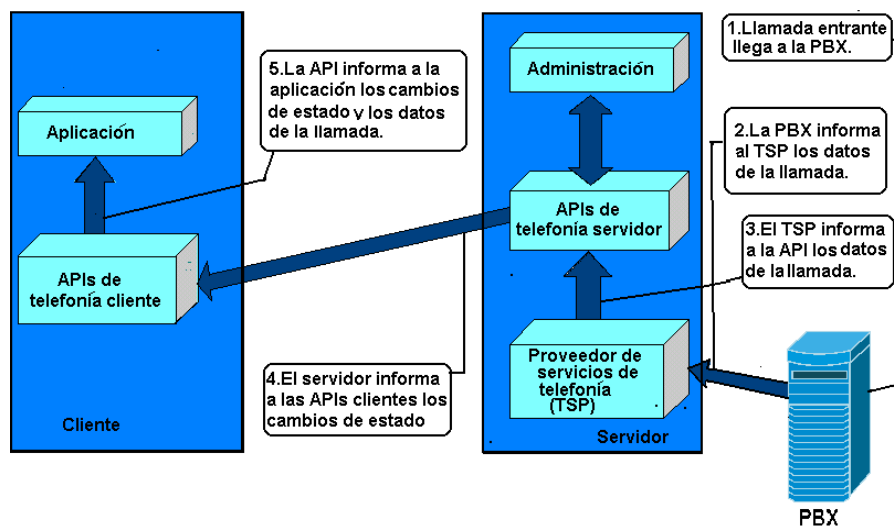 1.Llamada entrante
llega a la PBX.
5.La API informa a la
aplicación los cambios
de estado y los datos
de la llamada.
Administración
Aplicación
2.La PBX informa
al TSP los datos
de la llamada.
APIs de
telefonía servidor
3.El TSP informa
a la API los datos
de la llamada.
APIs de
telefonía cliente
Proveedor de
servicios de
telefonía
(TSP)
4.El servidor informa
a las APIs clientes los
cambios de estado
Cliente
Servidor
PBX